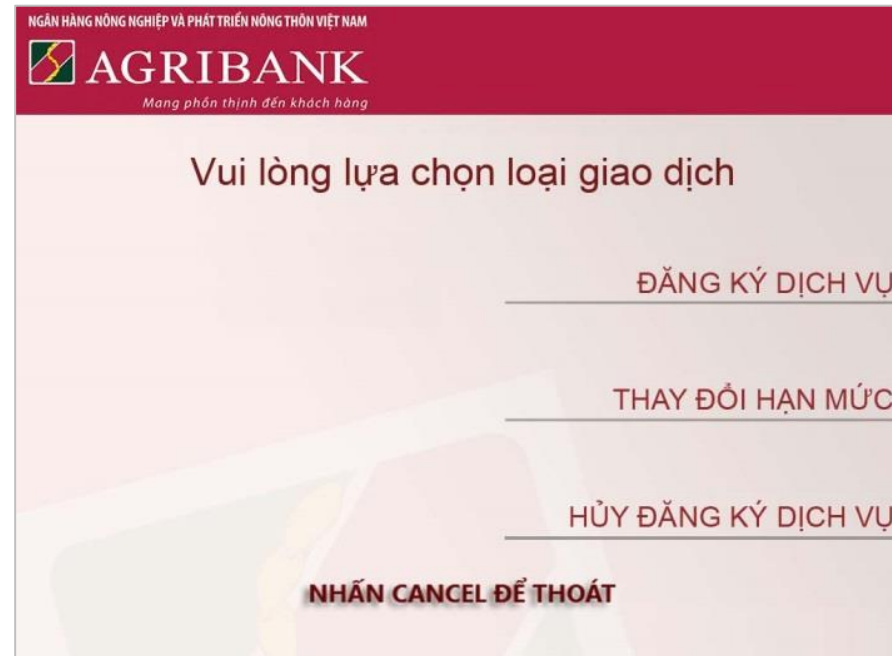 NGÂN HÀNG NÔNG NGHIỆP VÀ PHÁT TRIỂN NÔNG THÔN VIỆT NAM
AGRIBANK
Mang phồn thịnh đến khách hàng
Vui lòng lựa chọn loại giao dịch
ĐĂNG KÝ DỊCH VỤ
THAY ĐỔI HẠN MỨC
HỦY ĐĂNG KÝ DỊCH VỤ
NHẤN CANCEL ĐỂ THOÁT